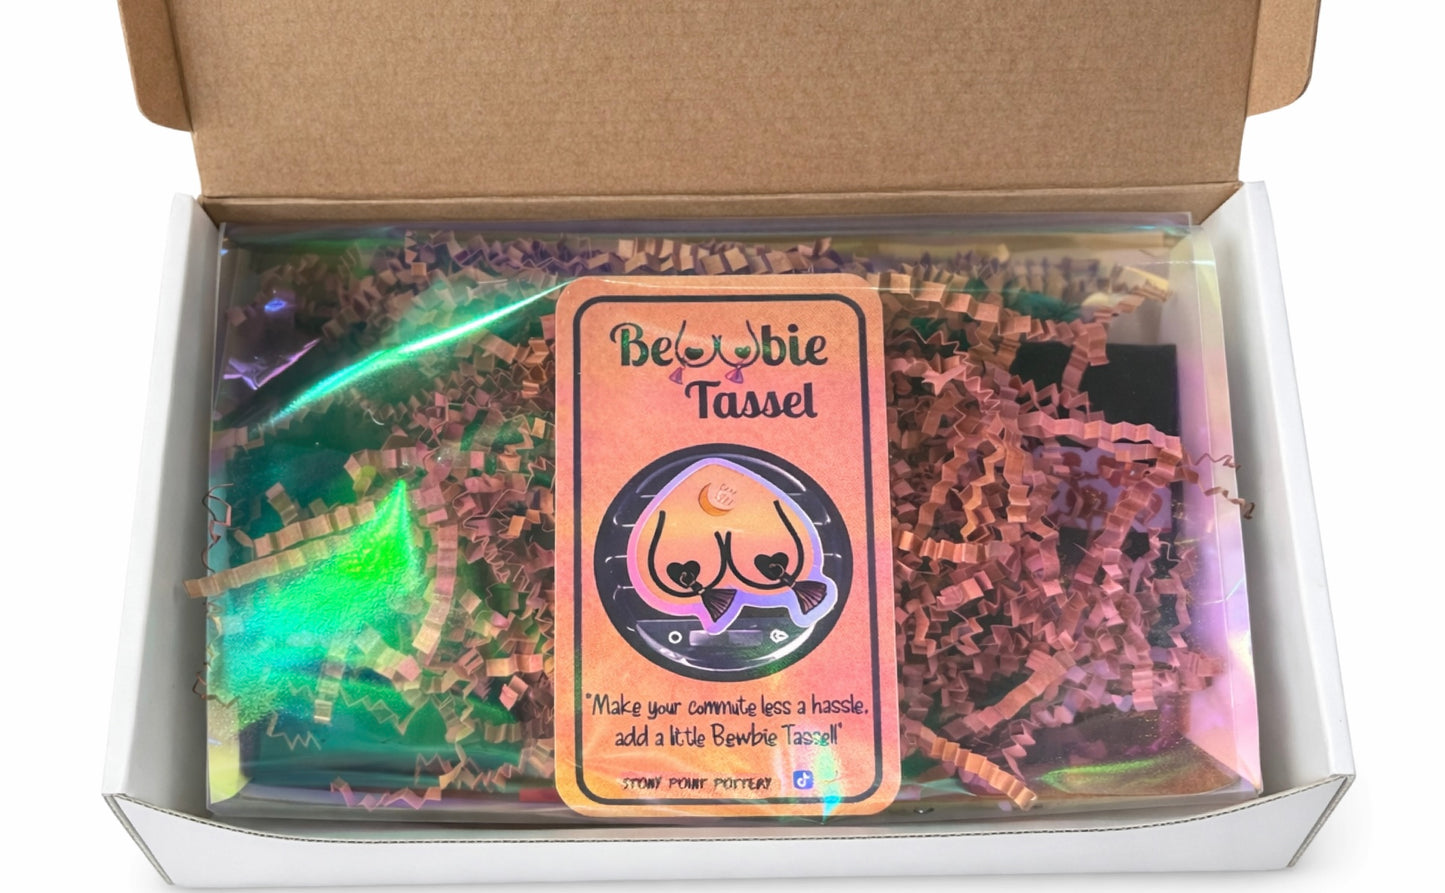 Bewbie
Tassel
"Make your commute less a hassle,
add a little Bewbie Tassel!"
STONY POINT POTTERY